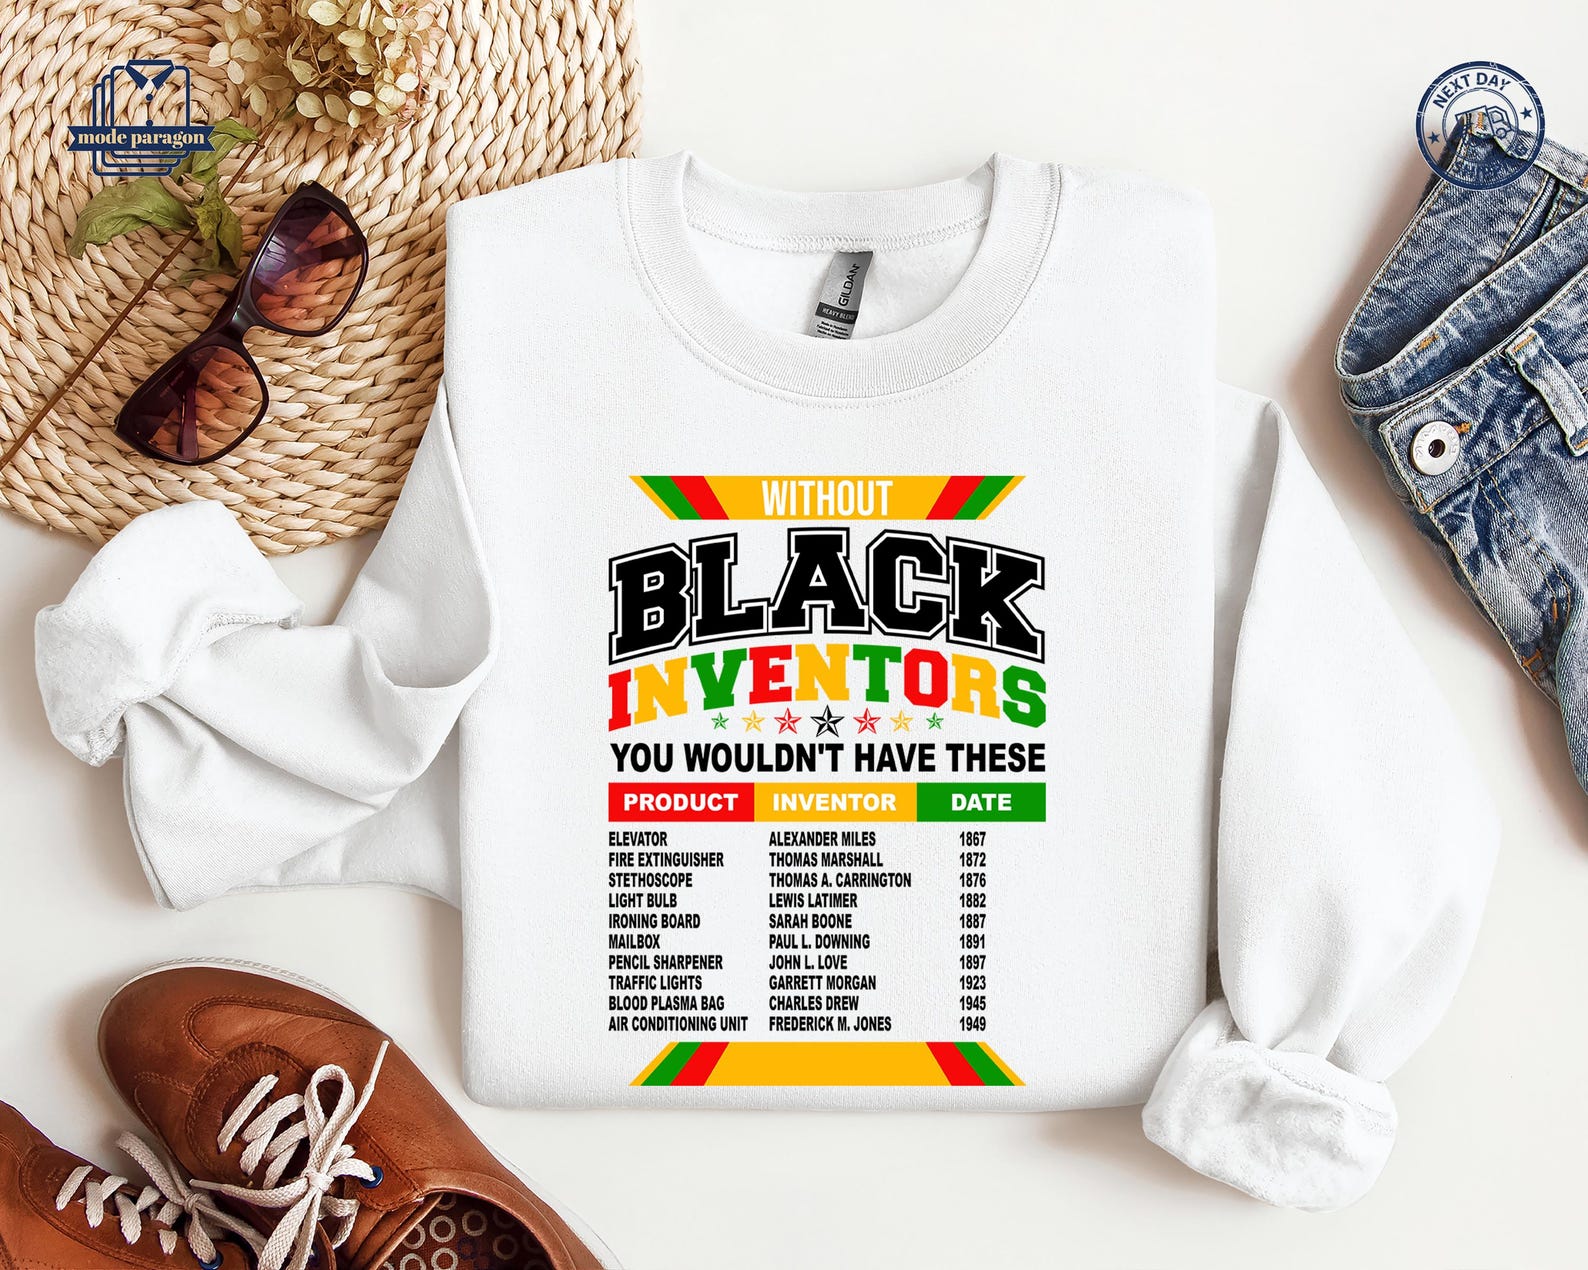 mode paragon
NEXT DAY
GILDAN
HEAVY BLEND
WITHOUT
BLACK
INVENTORS
YOU WOULDN'T HAVE THESE
PRODUCT INVENTOR DATE
ELEVATOR ALEXANDER MILES 1867
FIRE EXTINGUISHER THOMAS MARSHALL 1872
STETHOSCOPE THOMAS A. CARRINGTON 1876
LIGHT BULB LEWIS LATIMER 1882
IRONING BOARD SARAH BOONE 1887
MAILBOX PAUL L. DOWNING 1891
PENCIL SHARPENER JOHN L. LOVE 1897
TRAFFIC LIGHTS GARRETT MORGAN 1923
BLOOD PLASMA BAG CHARLES DREW 1945
AIR CONDITIONING UNIT FREDERICK M. JONES 1949